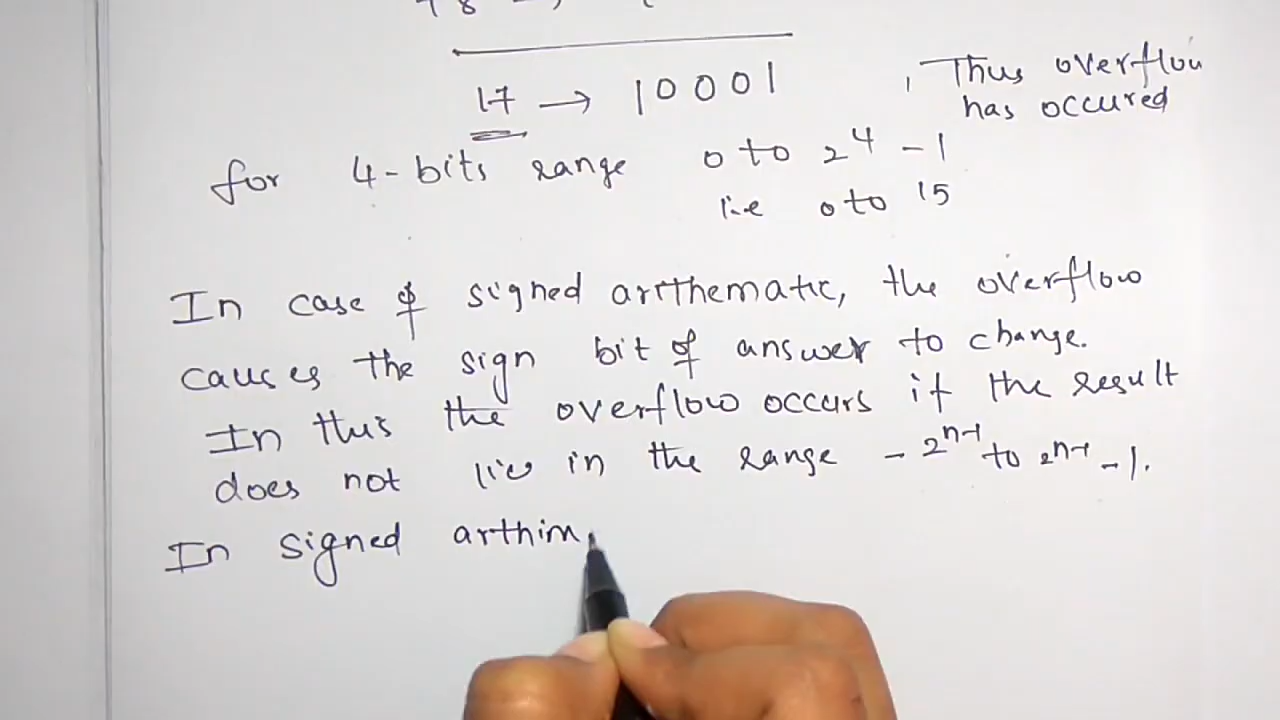 17 → 10001 , Thus overflow
has occured
for 4-bits range 0 to 2^4 - 1
i.e 0 to 15
In case of signed artthematic, the overflow
causes the sign bit of answer to change.
In this the overflow occurs if the result
does not lie in the range - 2^n-1 to 2^n-1 - 1.
In signed arthim